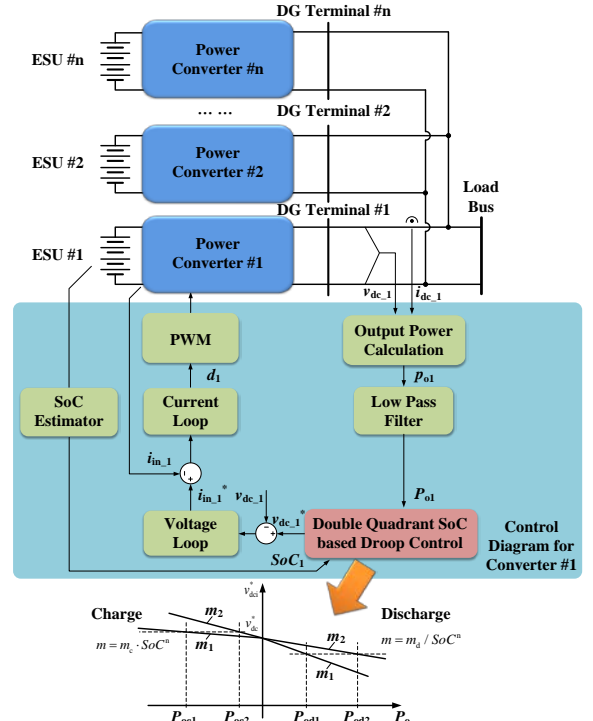 DG Terminal #n
ESU #n
Power
Converter #n
... ...
DG Terminal #2
ESU #2
Power
Converter #2
Load
Bus
DG Terminal #1
ESU #1
Power
Converter #1
v_dc_1
i_dc_1
PWM
Output Power
Calculation
d_1
p_o1
SoC
Estimator
Current
Loop
Low Pass
Filter
i_in_1
i_in_1*
v_dc_1
P_o1
Voltage
Loop
v_dc_1*
Double Quadrant SoC
based Droop Control
SoC_1
Control
Diagram for
Converter #1
v_dci*
Charge
m_2
v_dc*
Discharge
m = m_c · SoC^n
m_1
m_2
m = m_d / SoC^n
m_1
P_oc1
P_oc2
P_od1
P_od2
P_o